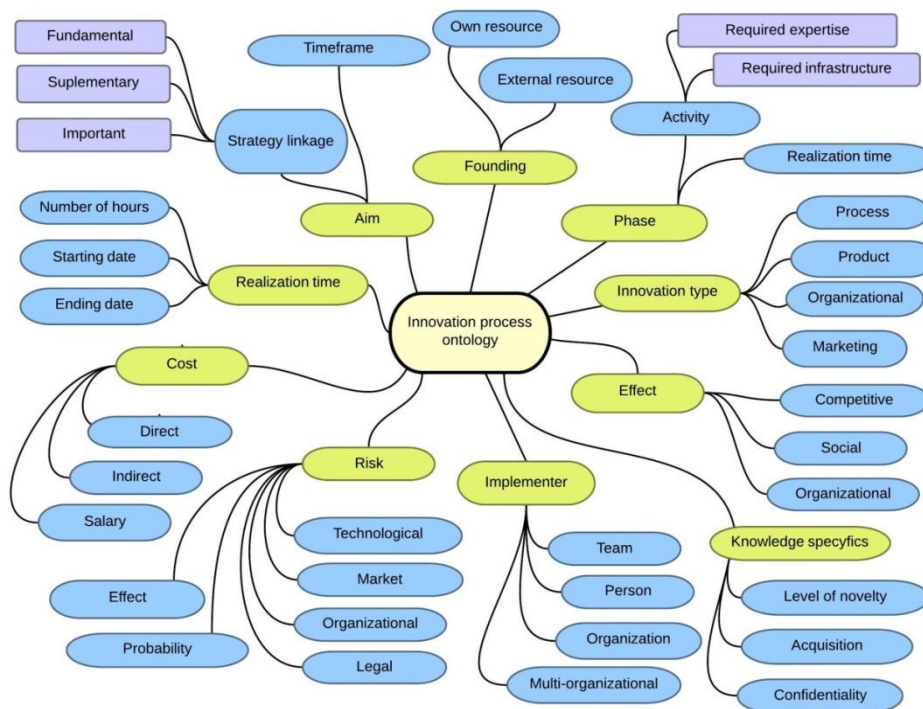 Fundamental
Suplementary
Important
Timeframe
Strategy linkage
Aim
Own resource
External resource
Founding
Required expertise
Required infrastructure
Activity
Realization time
Phase
Number of hours
Starting date
Ending date
Realization time
Innovation process
ontology
Innovation type
Process
Product
Organizational
Marketing
Cost
Direct
Indirect
Salary
Effect
Competitive
Social
Organizational
Risk
Technological
Market
Organizational
Legal
Effect
Probability
Implementer
Team
Person
Organization
Multi-organizational
Knowledge specyfics
Level of novelty
Acquisition
Confidentiality